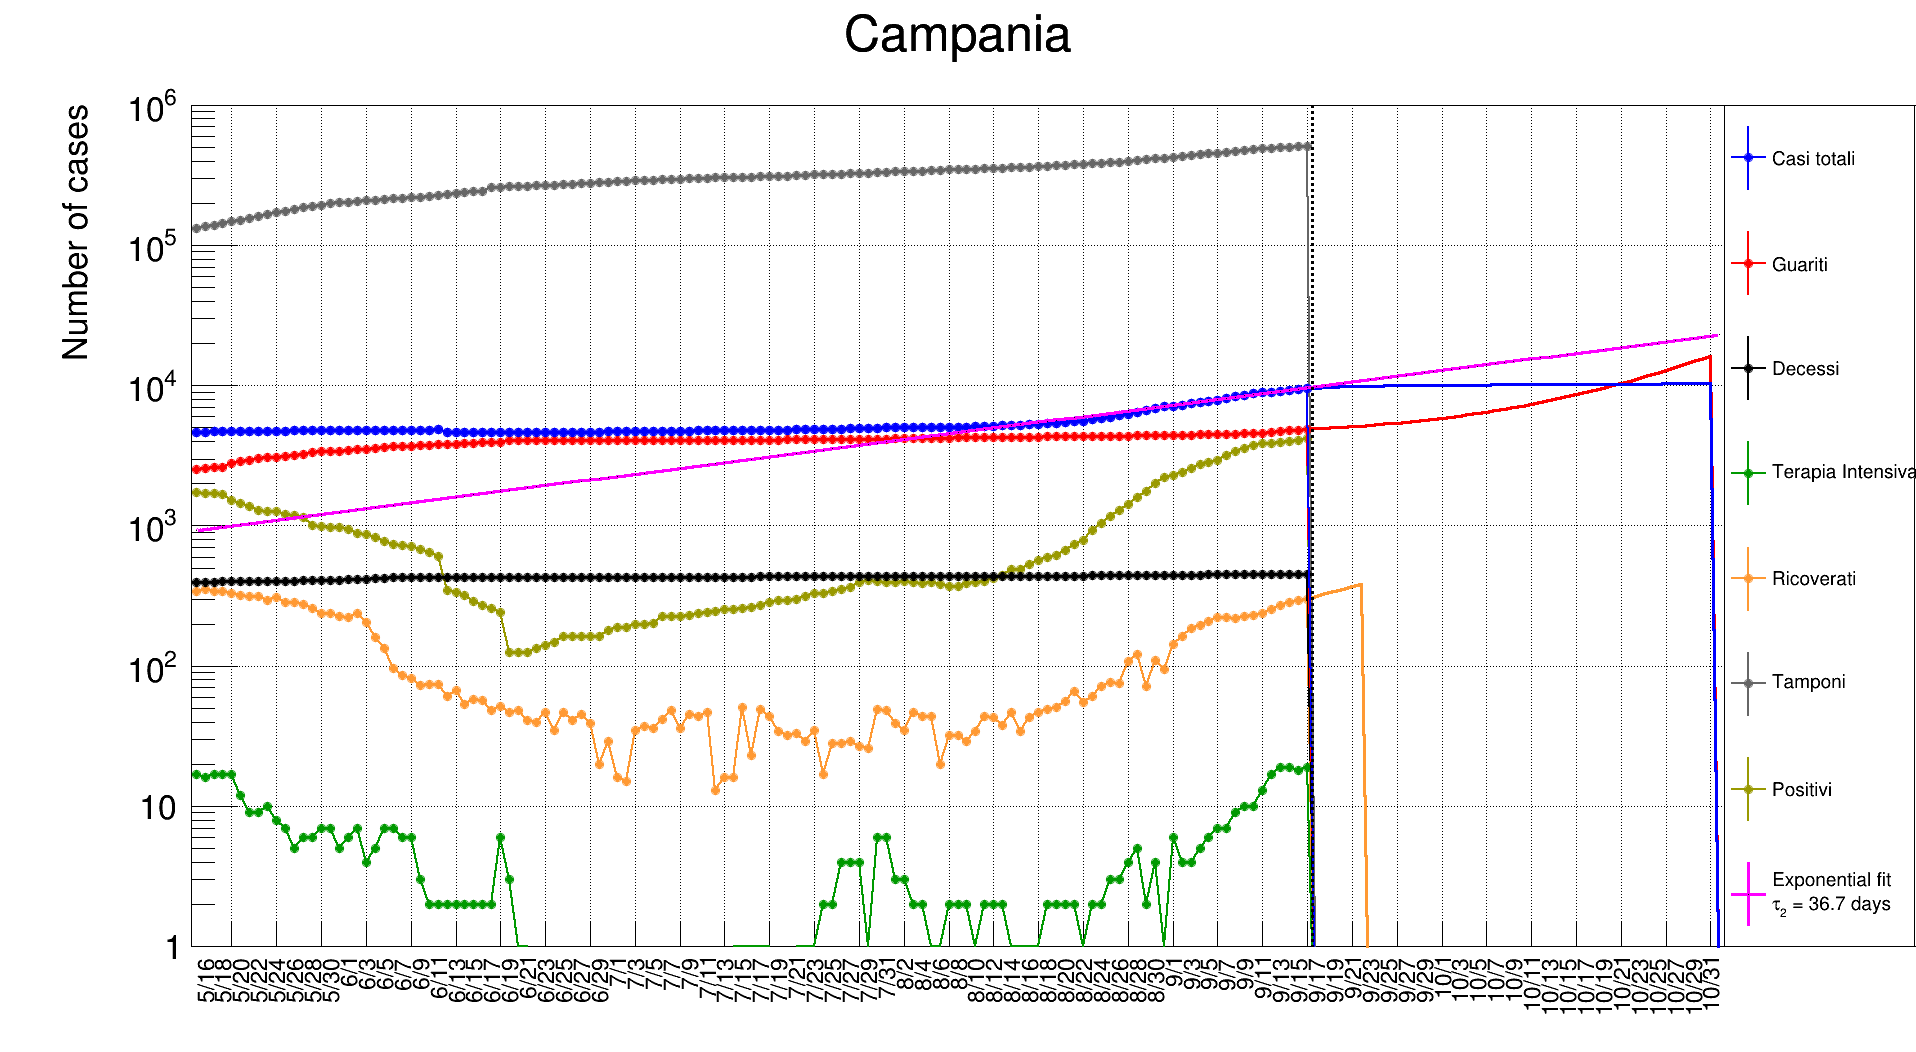 Campania
Number of cases
10^6
10^5
10^4
10^3
10^2
10
1
5/16 5/18 5/20 5/22 5/24 5/26 5/28 5/30 6/1 6/3 6/5 6/7 6/9 6/11 6/13 6/15 6/17 6/19 6/21 6/23 6/25 6/27 6/29 7/1 7/3 7/5 7/7 7/9 7/11 7/13 7/15 7/17 7/19 7/21 7/23 7/25 7/27 7/29 7/31 8/2 8/4 8/6 8/8 8/10 8/12 8/14 8/16 8/18 8/20 8/22 8/24 8/26 8/28 8/30 9/1 9/3 9/5 9/7 9/9 9/11 9/13 9/15 9/17 9/19 9/21 9/23 9/25 9/27 9/29 10/1 10/3 10/5 10/7 10/9 10/11 10/13 10/15 10/17 10/19 10/21 10/23 10/25 10/27 10/29 10/31
Casi totali
Guariti
Decessi
Terapia Intensiva
Ricoverati
Tamponi
Positivi
Exponential fit
τ₂ = 36.7 days